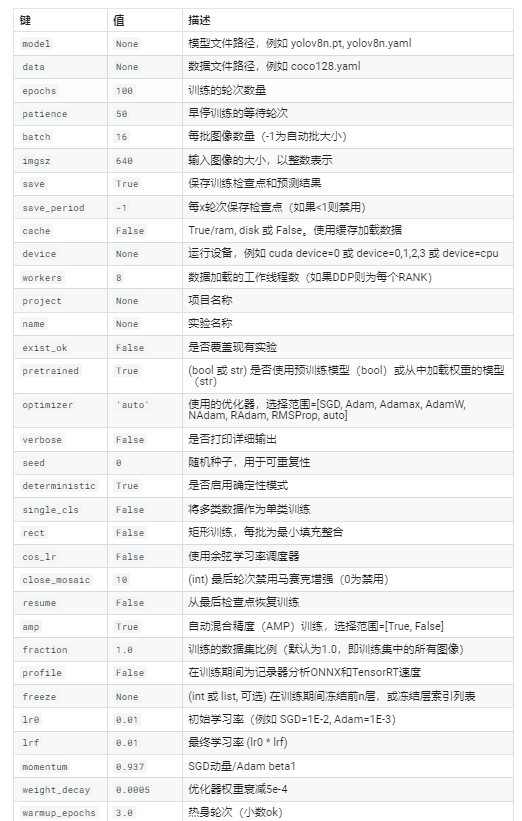 键 值 描述
model None 模型文件路径，例如 yolov8n.pt, yolov8n.yaml
data None 数据文件路径，例如 coco128.yaml
epochs 100 训练的轮次数量
patience 50 早停训练的等待轮次
batch 16 每批图像数量（-1为自动批大小）
imgsz 640 输入图像的大小，以整数表示
save True 保存训练检查点和预测结果
save_period -1 每x轮次保存检查点（如果<1则禁用）
cache False True/ram, disk 或 False。使用缓存加载数据
device None 运行设备，例如 cuda device=0 或 device=0,1,2,3 或 device=cpu
workers 8 数据加载的工作线程数（如果DDP则为每个RANK）
project None 项目名称
name None 实验名称
exist_ok False 是否覆盖现有实验
pretrained True (bool 或 str) 是否使用预训练模型（bool）或从中加载权重的模型
（str）
optimizer 'auto' 使用的优化器，选择范围=[SGD, Adam, Adamax, AdamW,
NAdam, RAdam, RMSProp, auto]
verbose False 是否打印详细输出
seed 0 随机种子，用于可重复性
deterministic True 是否启用确定性模式
single_cls False 将多类数据作为单类训练
rect False 矩形训练，每批为最小填充整合
cos_lr False 使用余弦学习率调度器
close_mosaic 10 (int) 最后轮次禁用马赛克增强（0为禁用）
resume False 从最后检查点恢复训练
amp True 自动混合精度（AMP）训练，选择范围=[True, False]
fraction 1.0 训练的数据集比例（默认为1.0，即训练集中的所有图像）
profile False 在训练期间为记录器分析ONNX和TensorRT速度
freeze None (int 或 list, 可选) 在训练期间冻结前n层，或冻结层索引列表
lr0 0.01 初始学习率（例如 SGD=1E-2, Adam=1E-3）
lrf 0.01 最终学习率 (lr0 * lrf)
momentum 0.937 SGD动量/Adam beta1
weight_decay 0.0005 优化器权重衰减5e-4
warmup_epochs 3.0 热身轮次（小数ok）